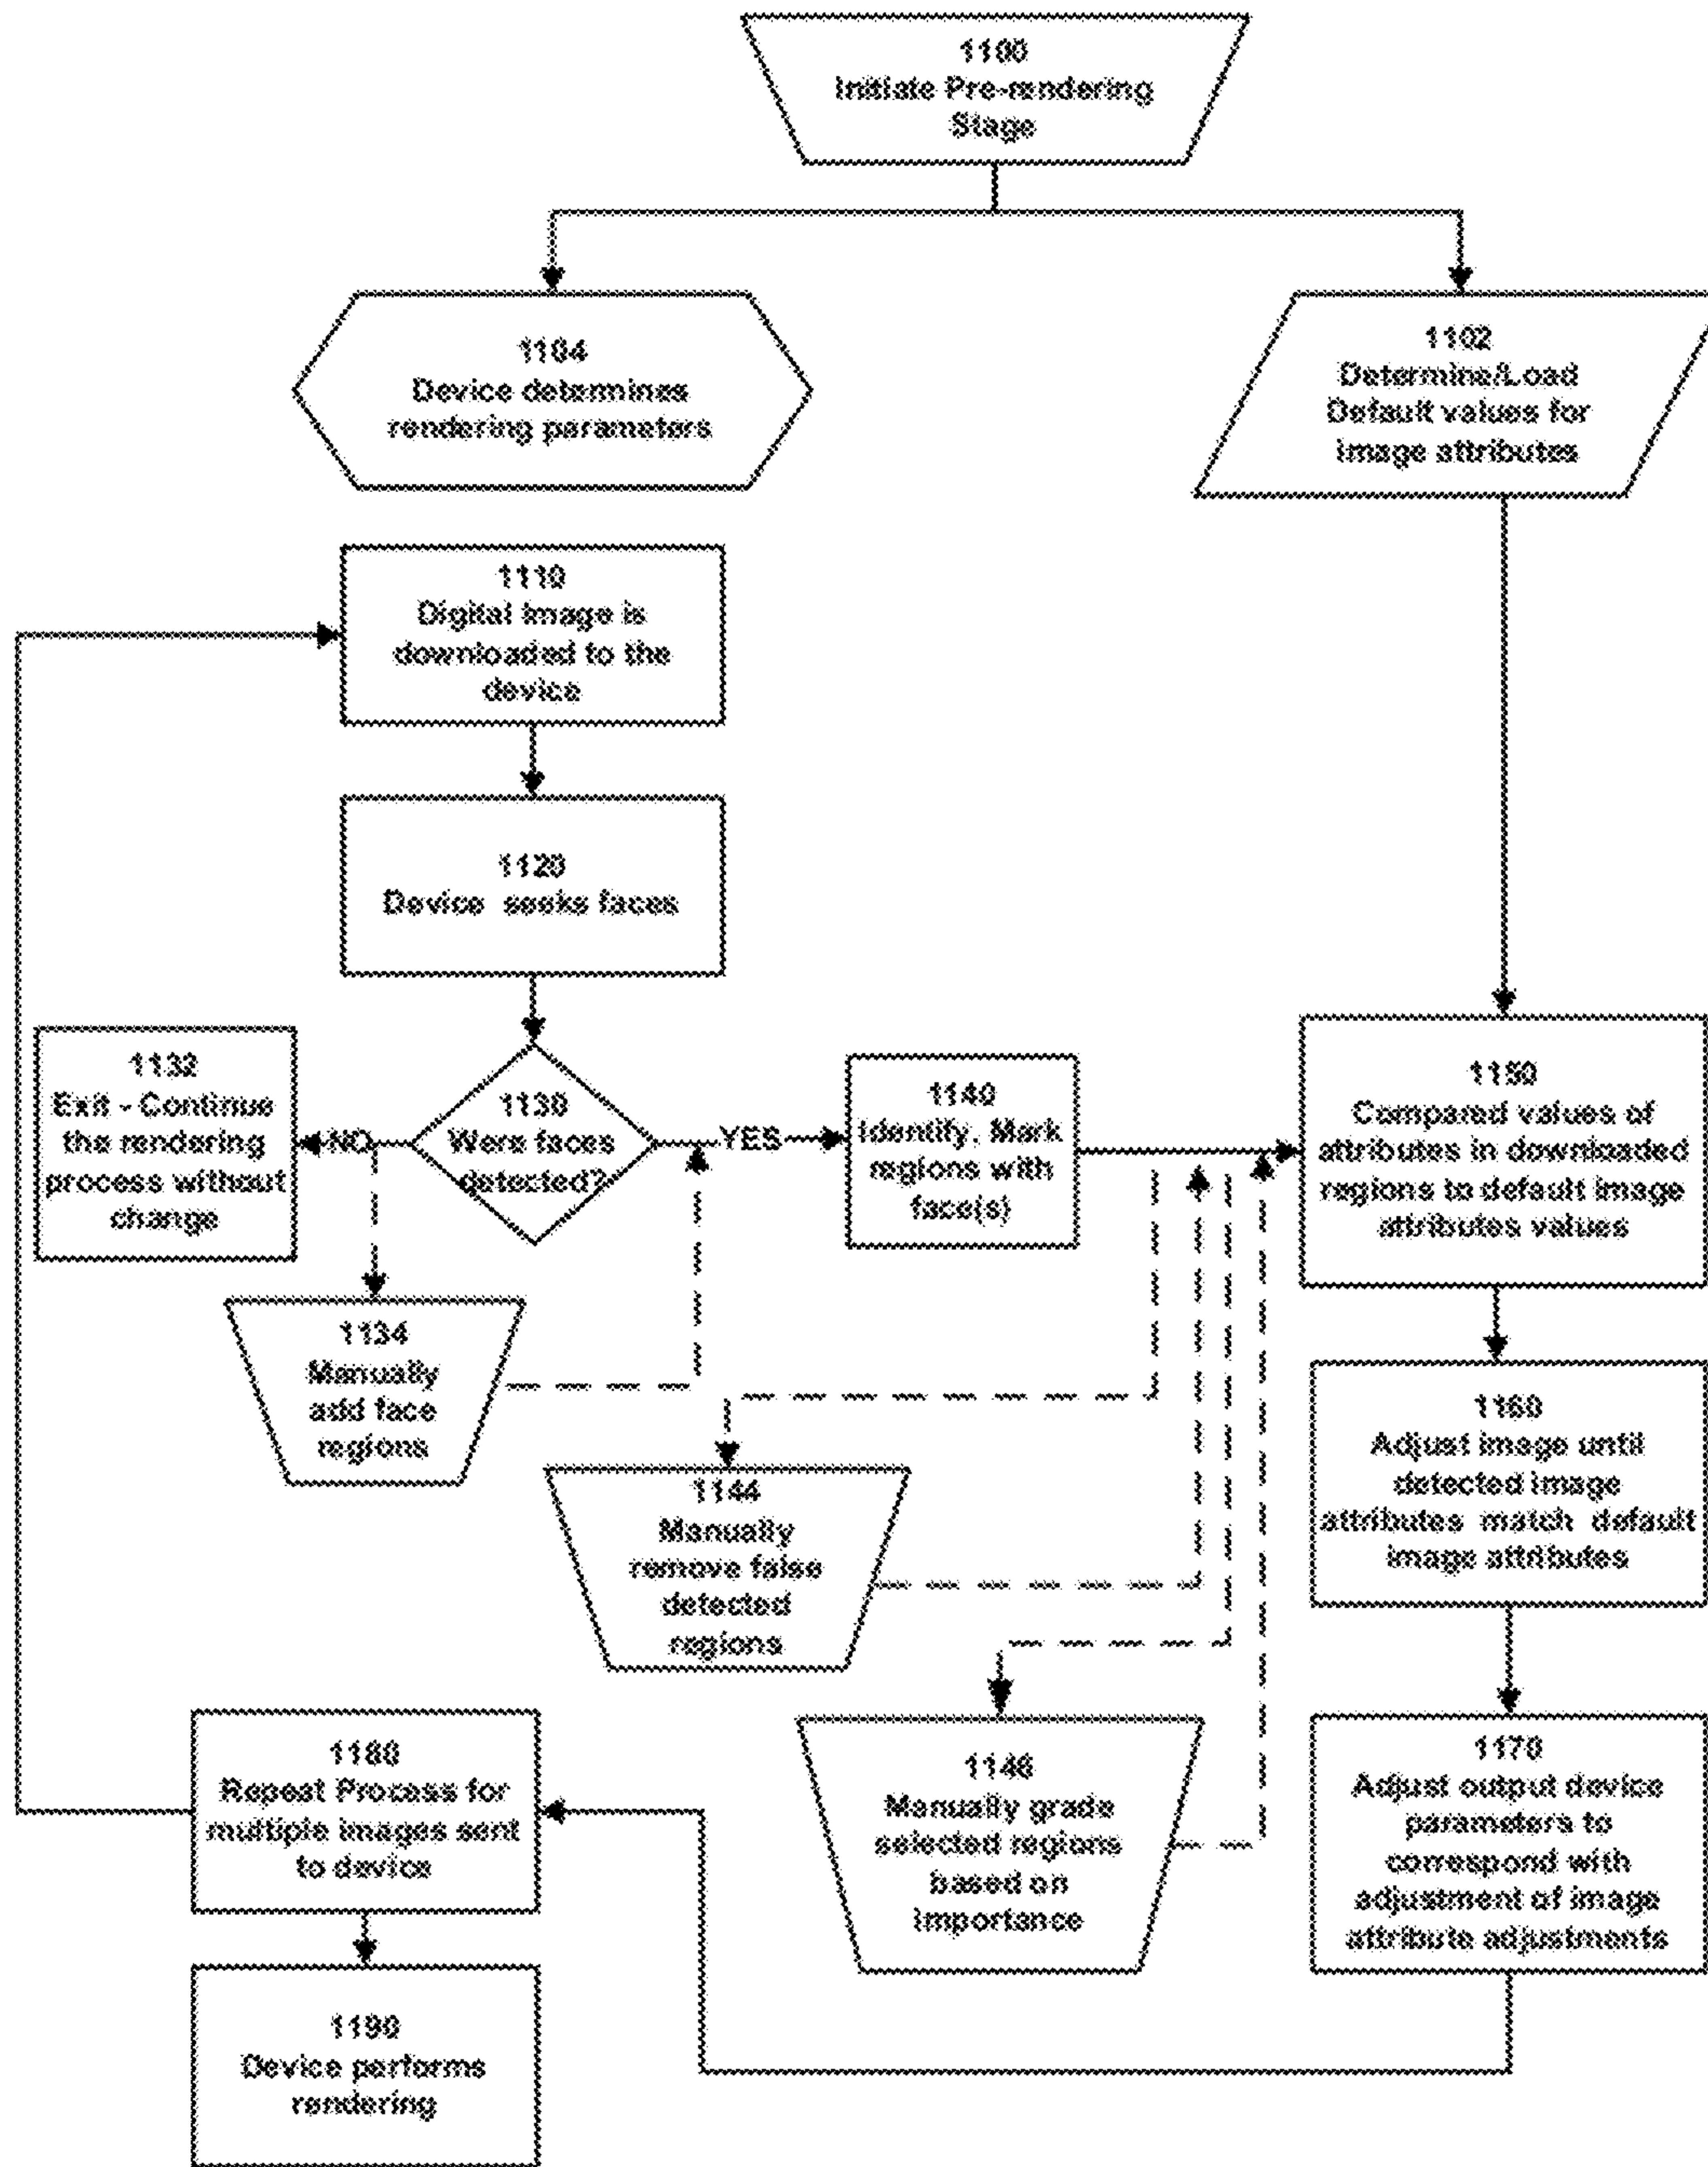 1100
Initiate Pre-rendering
Stage
1104
Device determines
rendering parameters
1102
Determine/Load
Default values for
image attributes
1110
Digital Image is
downloaded to the
device
1120
Device seeks faces
1132
Exit - Continue
the rendering
process without
change
NO
1130
Were faces
detected?
YES
1140
Identify, Mark
regions with
face(s)
1150
Compared values of
attributes in downloaded
regions to default image
attributes values
1134
Manually
add face
regions
1144
Manually
remove false
detected
regions
1160
Adjust image until
detected image
attributes match default
image attributes
1180
Repeat Process for
multiple images sent
to device
1146
Manually grade
selected regions
based on
importance
1170
Adjust output device
parameters to
correspond with
adjustment of image
attribute adjustments
1190
Device performs
rendering